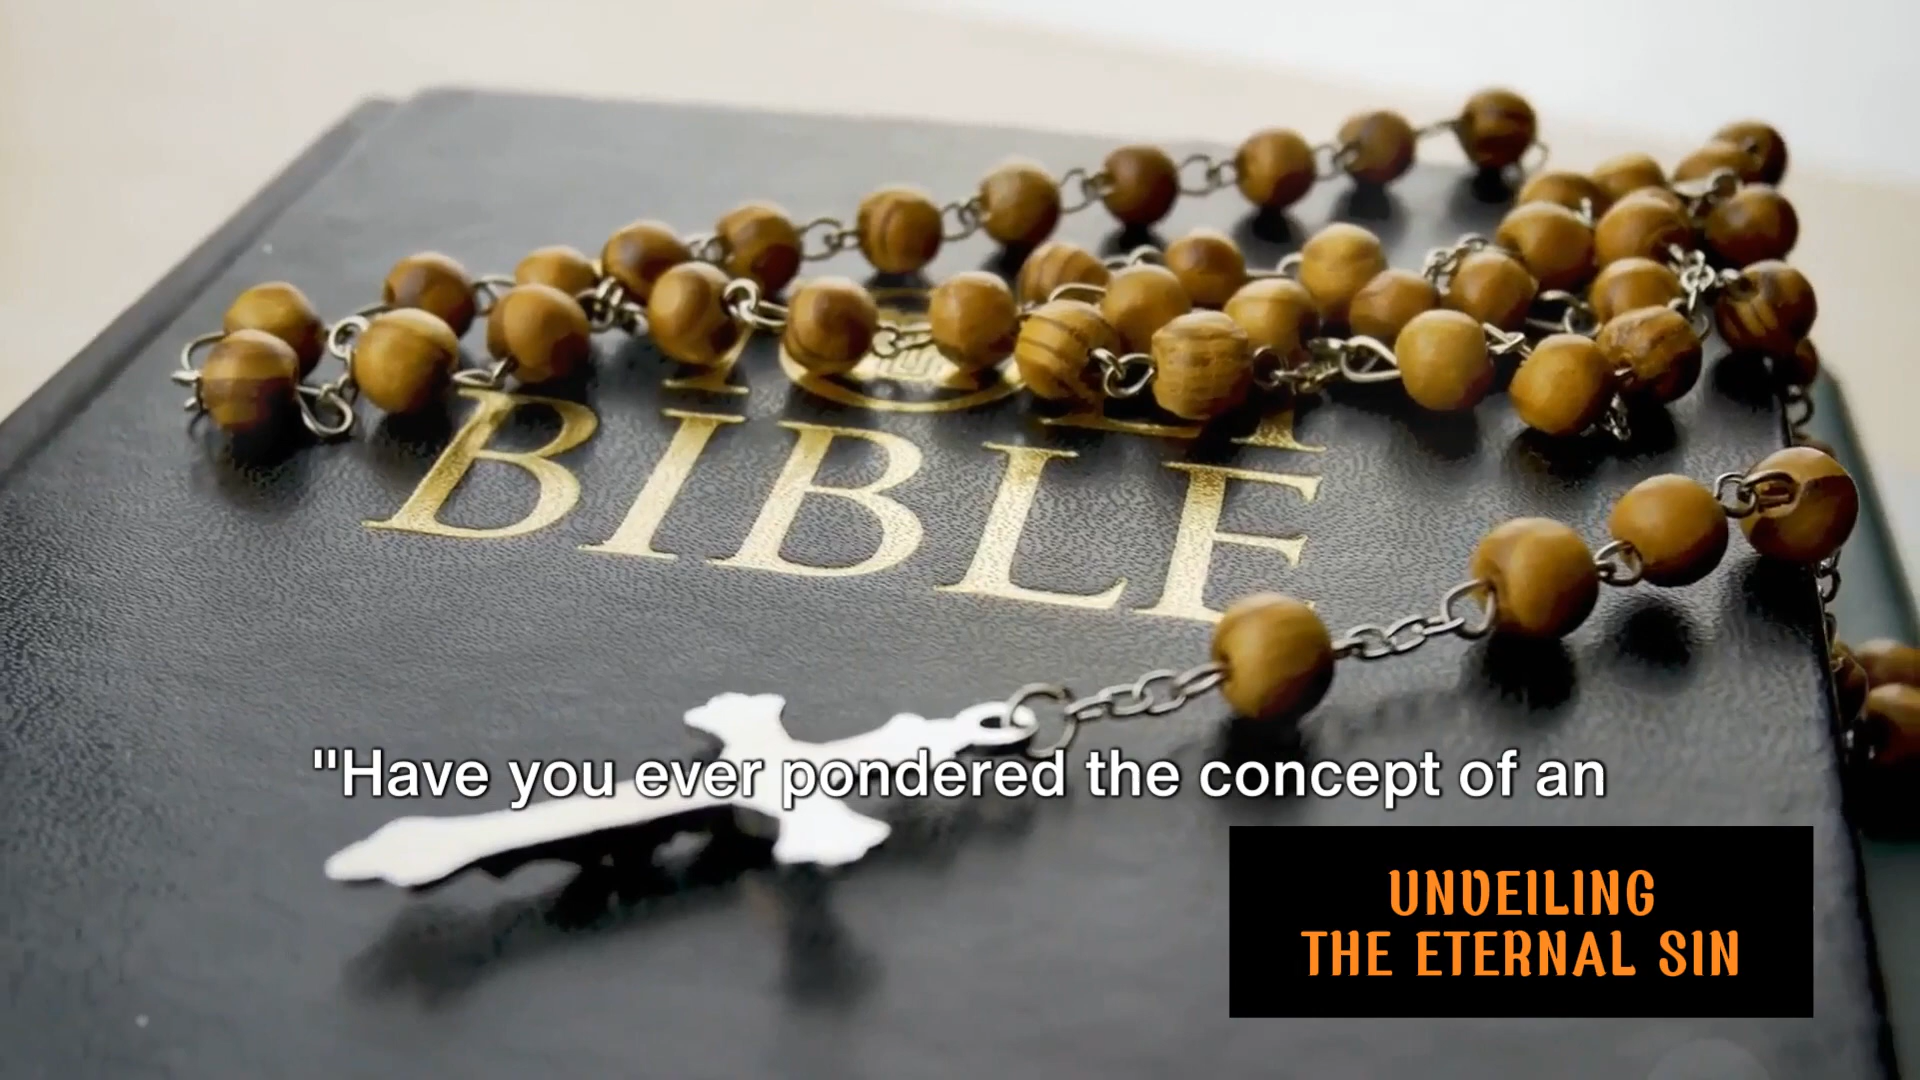 BIBLE
"Have you ever pondered the concept of an
UNVEILING
THE ETERNAL SIN